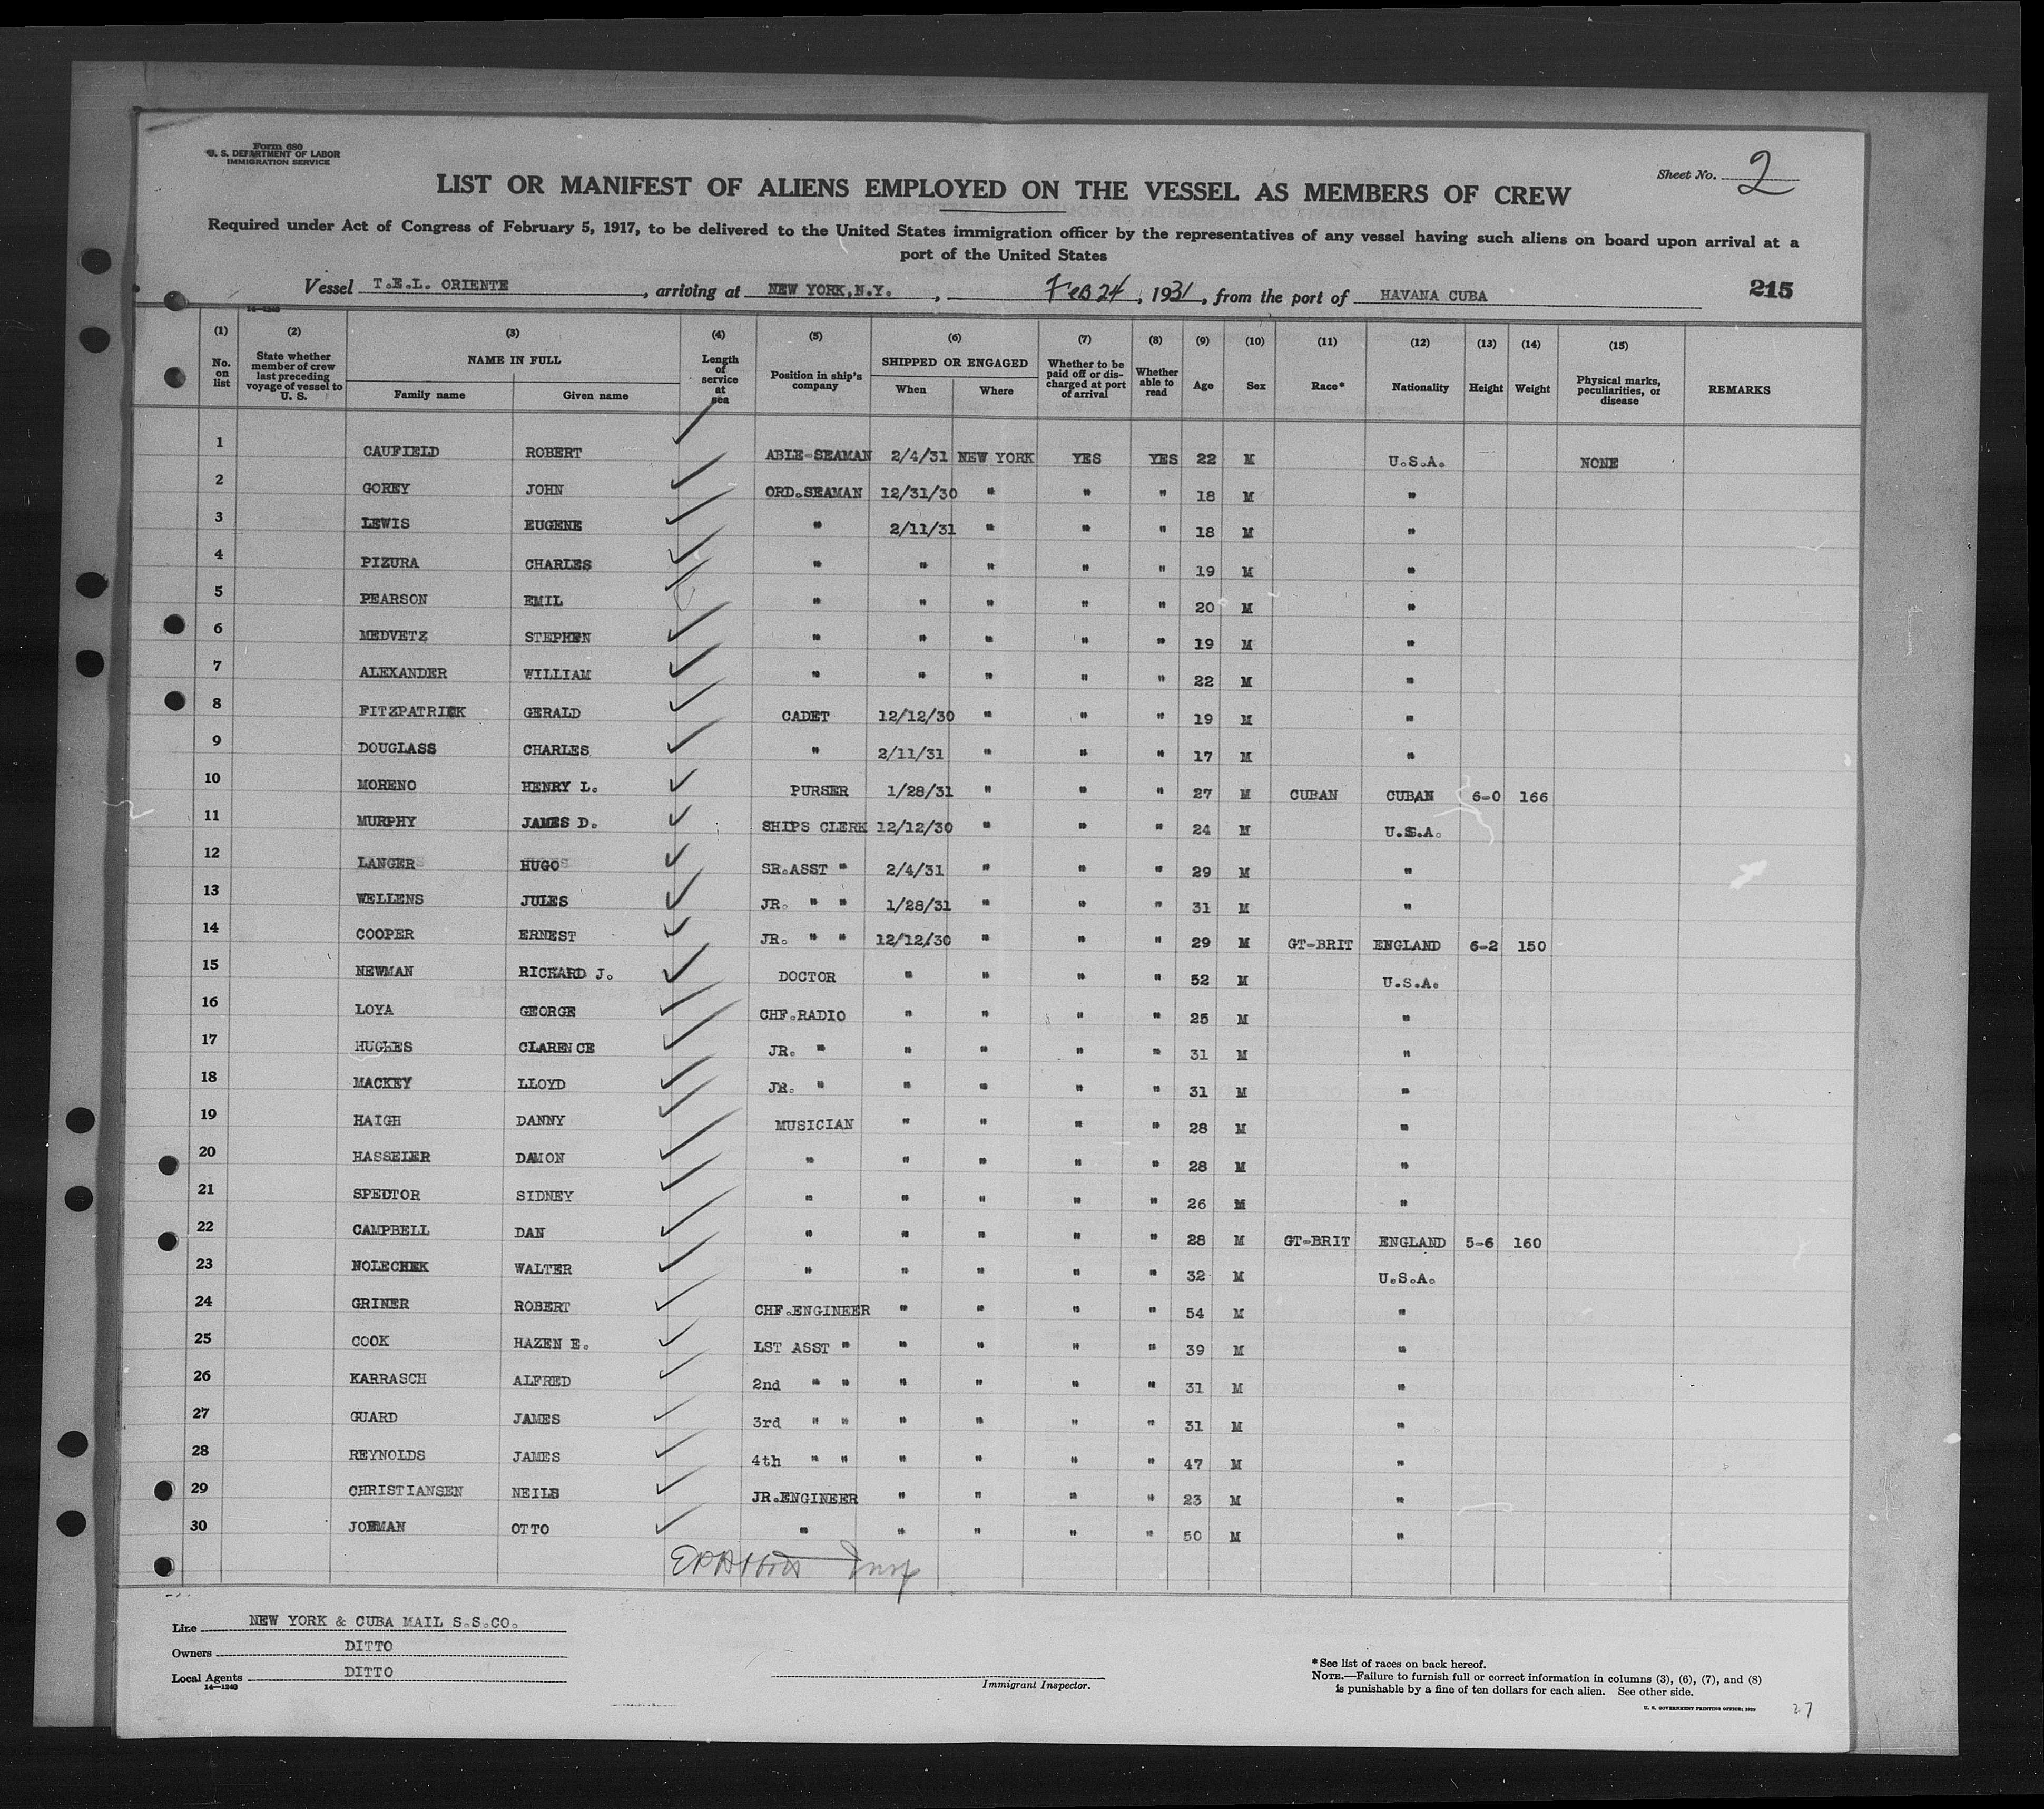 Form 680
U. S. DEPARTMENT OF LABOR
IMMIGRATION SERVICE
Sheet No. 2
LIST OR MANIFEST OF ALIENS EMPLOYED ON THE VESSEL AS MEMBERS OF CREW
Required under Act of Congress of February 5, 1917, to be delivered to the United States immigration officer by the representatives of any vessel having such aliens on board upon arrival at a
port of the United States
Vessel T.E.L. ORIENTE, arriving at NEW YORK,N.Y., Feb 24, 1931, from the port of HAVANA CUBA
215
14—1240
(1) No. on list (2) State whether member of crew last preceding voyage of vessel to U. S. (3) NAME IN FULL Family name Given name (4) Length of service at sea (5) Position in ship's company (6) SHIPPED OR ENGAGED When Where (7) Whether to be paid off or discharged at port of arrival (8) Whether able to read (9) Age (10) Sex (11) Race* (12) Nationality (13) Height (14) Weight (15) Physical marks, peculiarities, or disease REMARKS
1 CAUFIELD ROBERT ABLE-SEAMAN 2/4/31 NEW YORK YES YES 22 M U.S.A. NONE
2 GOREY JOHN ORD.SEAMAN 12/31/30 " " " 18 M "
3 LEWIS EUGENE " 2/11/31 " " " 18 M "
4 PIZURA CHARLES " " " " " 19 M "
5 PEARSON EMIL " " " " " 20 M "
6 MEDVETZ STEPHEN " " " " " 19 M "
7 ALEXANDER WILLIAM " " " " " 22 M "
8 FITZPATRICK GERALD CADET 12/12/30 " " " 19 M "
9 DOUGLASS CHARLES " 2/11/31 " " " 17 M "
10 MORENO HENRY L. PURSER 1/28/31 " " " 27 M CUBAN CUBAN 6-0 166
11 MURPHY JAMES D. SHIPS CLERK 12/12/30 " " " 24 M U.S.A.
12 LANGER HUGO SR.ASST " 2/4/31 " " " 29 M "
13 WELLENS JULES JR. " " 1/28/31 " " " 31 M "
14 COOPER ERNEST JR. " " 12/12/30 " " " 29 M GT-BRIT ENGLAND 6-2 150
15 NEWMAN RICKARD J. DOCTOR " " " " 52 M U.S.A.
16 LOYA GEORGE CHF.RADIO " " " " 25 M "
17 HUGHES CLARENCE JR. " " " " " 31 M "
18 MACKEY LLOYD JR. " " " " " 31 M "
19 HAIGH DANNY MUSICIAN " " " " 28 M "
20 HASSELER DAMON " " " " " 28 M "
21 SPECTOR SIDNEY " " " " " 26 M "
22 CAMPBELL DAN " " " " " 28 M GT-BRIT ENGLAND 5-6 160
23 NOLECHEK WALTER " " " " " 32 M U.S.A.
24 GRINER ROBERT CHF.ENGINEER " " " " 54 M "
25 COOK HAZEN E. LST ASST " " " " " 39 M "
26 KARRASCH ALFRED 2nd " " " " " " 31 M "
27 GUARD JAMES 3rd " " " " " " 31 M "
28 REYNOLDS JAMES 4th " " " " " " 47 M "
29 CHRISTIANSEN NEILS JR.ENGINEER " " " " 23 M "
30 OTTO " " " " " 50 M "
Insp
Line NEW YORK & CUBA MAIL S.S.CO.
Owners DITTO
Local Agents DITTO
14—1240
Immigrant Inspector.
*See list of races on back hereof.
NOTE.—Failure to furnish full or correct information in columns (3), (6), (7), and (8)
is punishable by a fine of ten dollars for each alien. See other side.
U. S. GOVERNMENT PRINTING OFFICE:
27